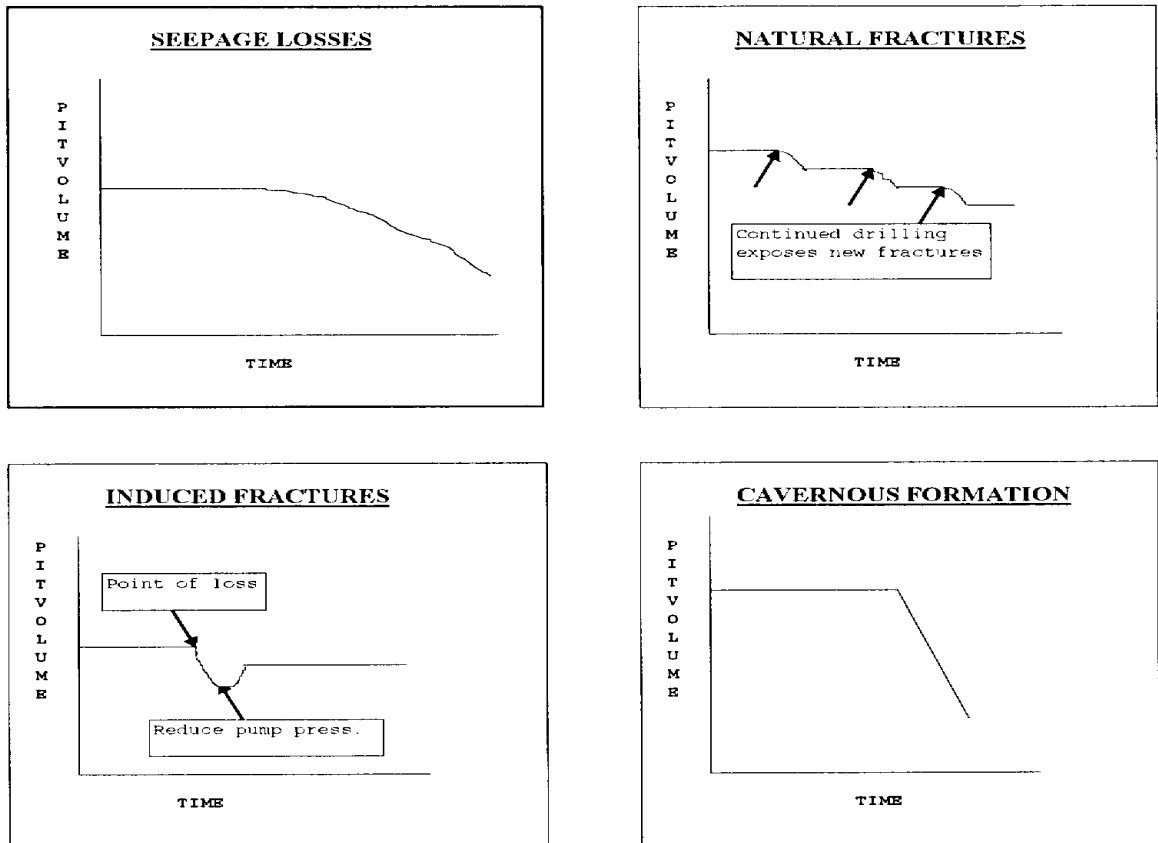 SEEPAGE LOSSES
PITVOLUME
TIME
NATURAL FRACTURES
PITVOLUME
Continued drilling
exposes new fractures
TIME
INDUCED FRACTURES
PITVOLUME
Point of loss
Reduce pump press.
TIME
CAVERNOUS FORMATION
PITVOLUME
TIME